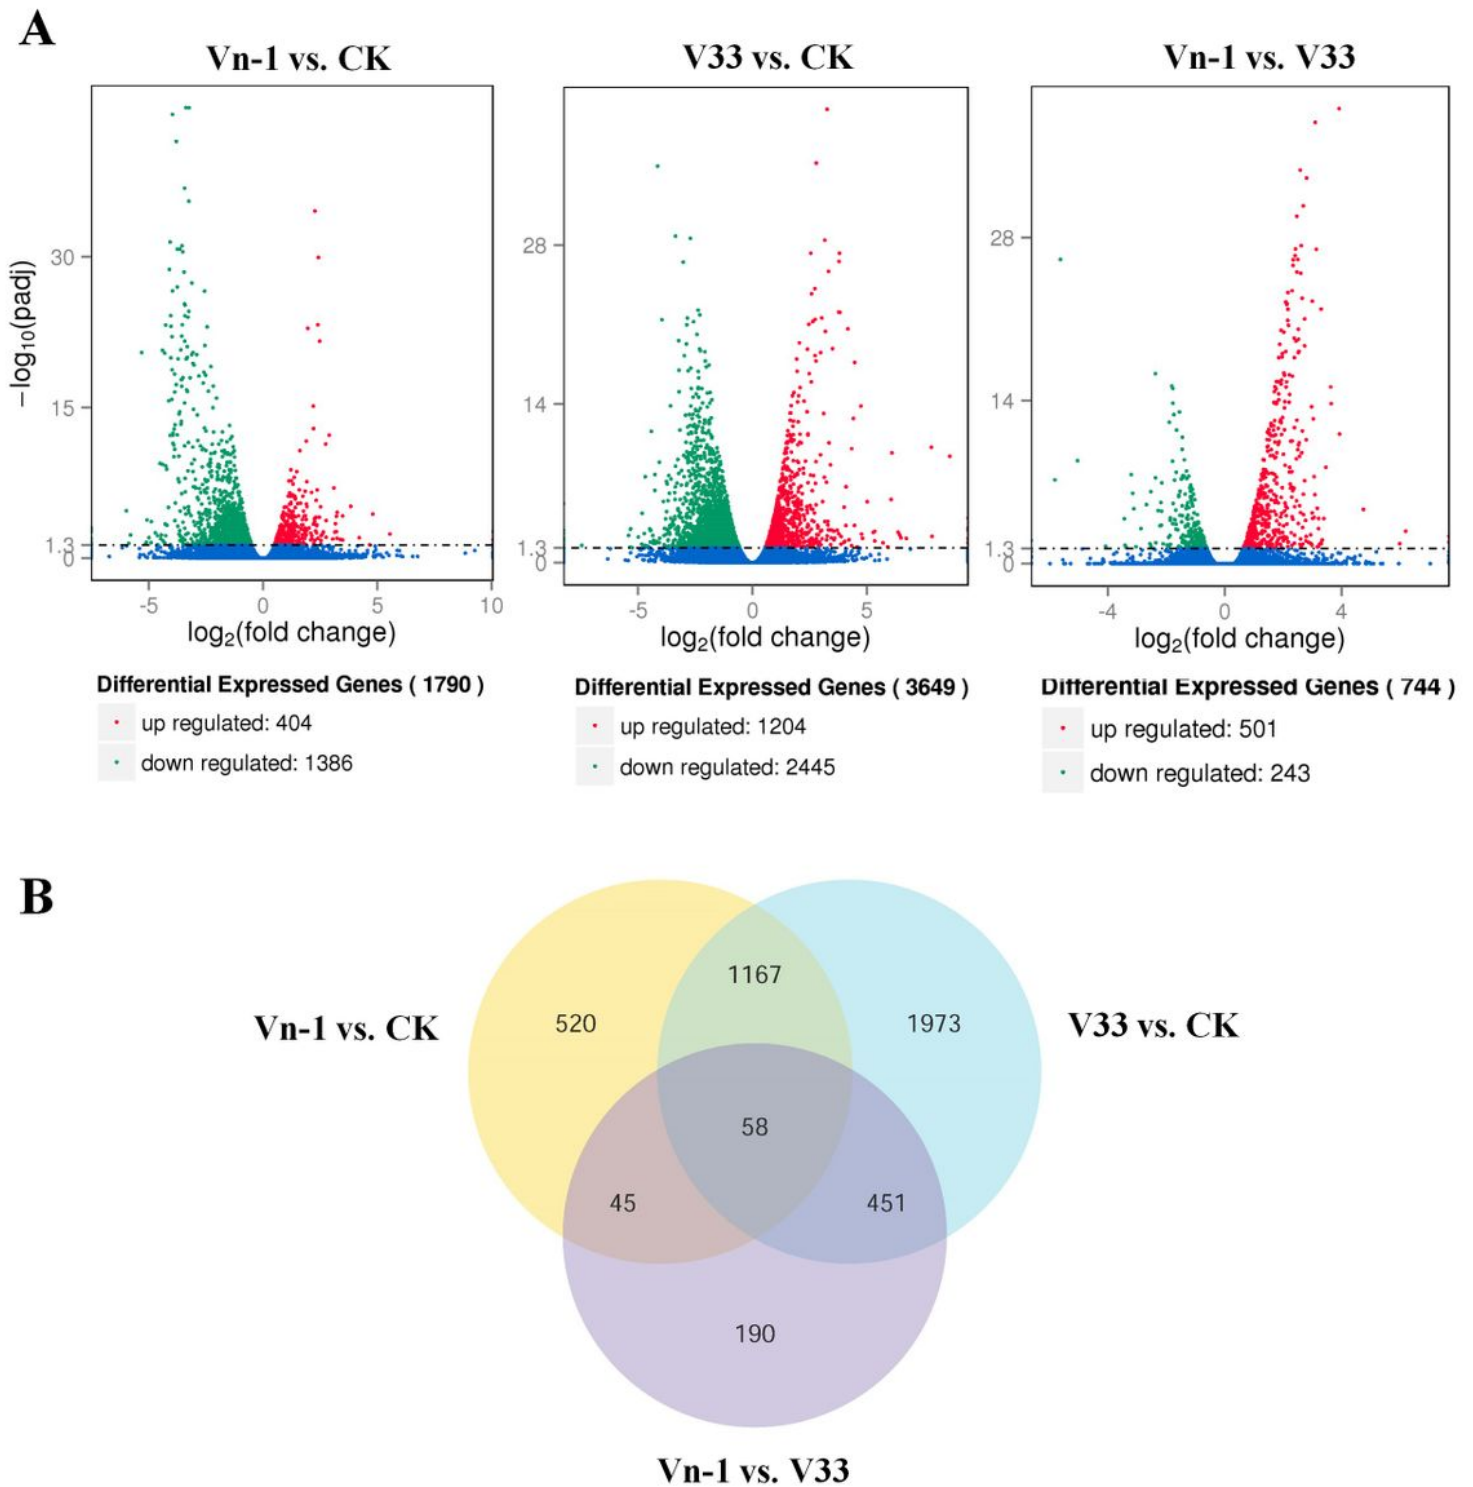 A
Vn-1 vs. CK
V33 vs. CK
Vn-1 vs. V33
−log10(padj)
30
15
1.3
0
-5
0
5
10
log2(fold change)
28
14
1.3
0
-5
0
5
log2(fold change)
28
14
1.3
0
-4
0
4
log2(fold change)
Differential Expressed Genes ( 1790 )
up regulated: 404
down regulated: 1386
Differential Expressed Genes ( 3649 )
up regulated: 1204
down regulated: 2445
Differential Expressed Genes ( 744 )
up regulated: 501
down regulated: 243
B
Vn-1 vs. CK
V33 vs. CK
1167
520
1973
58
45
451
190
Vn-1 vs. V33